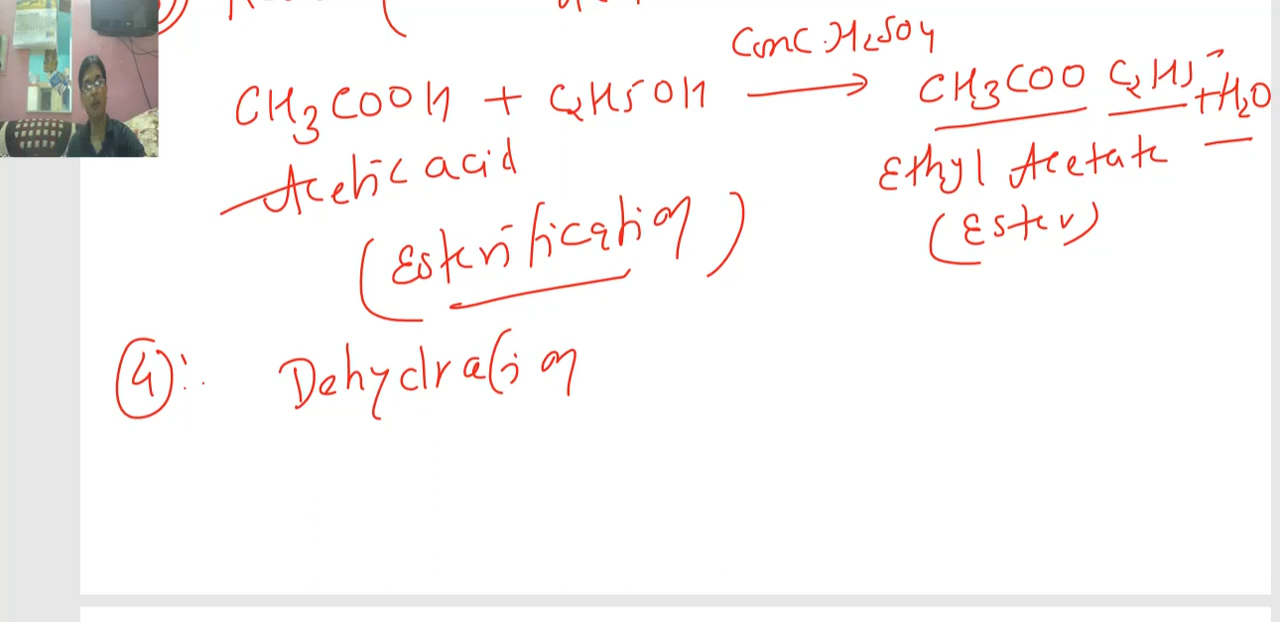 Conc.H2SO4
CH3COOH + C2H5OH ⟶ CH3COO C2H5 + H2O
Acetic acid
Ethyl Acetate
(Esterification)
(Ester)
(4):. Dehydration